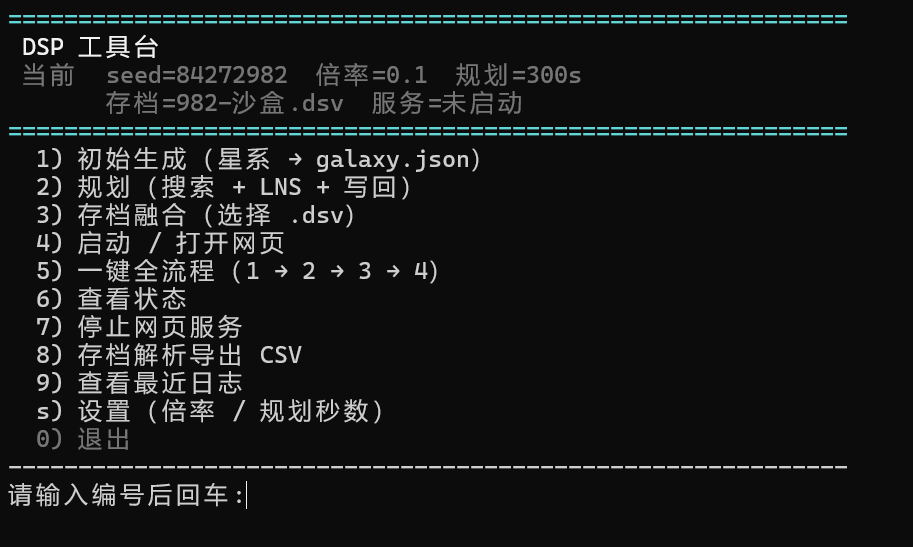 ============================================================
DSP 工具台
当前  seed=84272982  倍率=0.1  规划=300s
存档=982-沙盒.dsv  服务=未启动
============================================================
1) 初始生成 (星系 → galaxy.json)
2) 规划 (搜索 + LNS + 写回)
3) 存档融合 (选择 .dsv)
4) 启动 / 打开网页
5) 一键全流程 (1 → 2 → 3 → 4)
6) 查看状态
7) 停止网页服务
8) 存档解析导出 CSV
9) 查看最近日志
s) 设置 (倍率 / 规划秒数)
0) 退出
------------------------------------------------------------
请输入编号后回车: